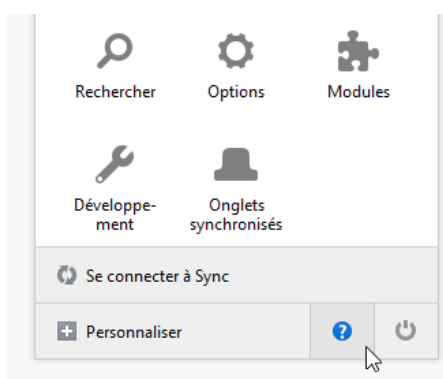 Rechercher
Options
Modules
Développe-
ment
Onglets
synchronisés
Se connecter à Sync
Personnaliser